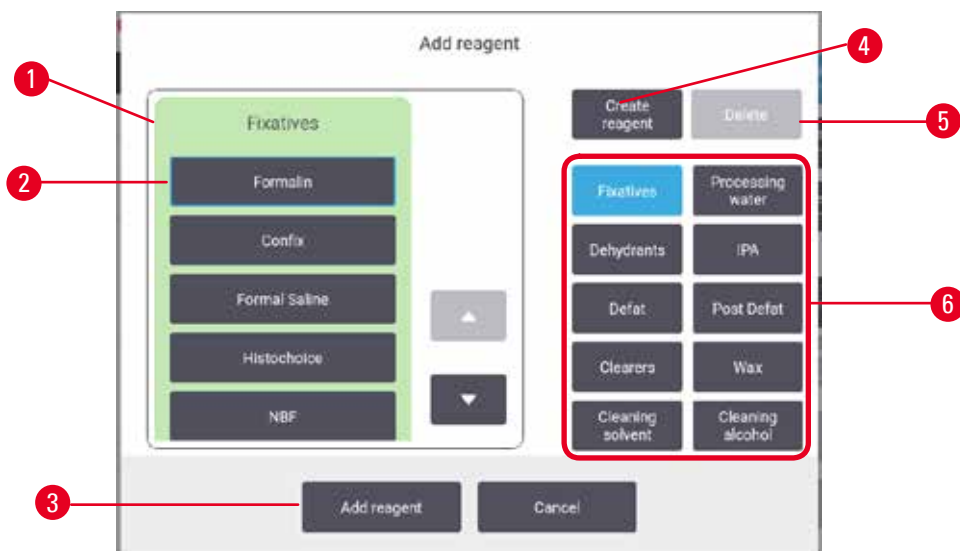 Add reagent
4
1
Create
reagent
Delete
5
Fixatives
2
Formalin
Fixatives
Processing
water
Confix
Dehydrants
IPA
Formal Saline
Defat
Post Defat
6
Histochoice
Clearers
Wax
NBF
Cleaning
solvent
Cleaning
alcohol
3
Add reagent
Cancel